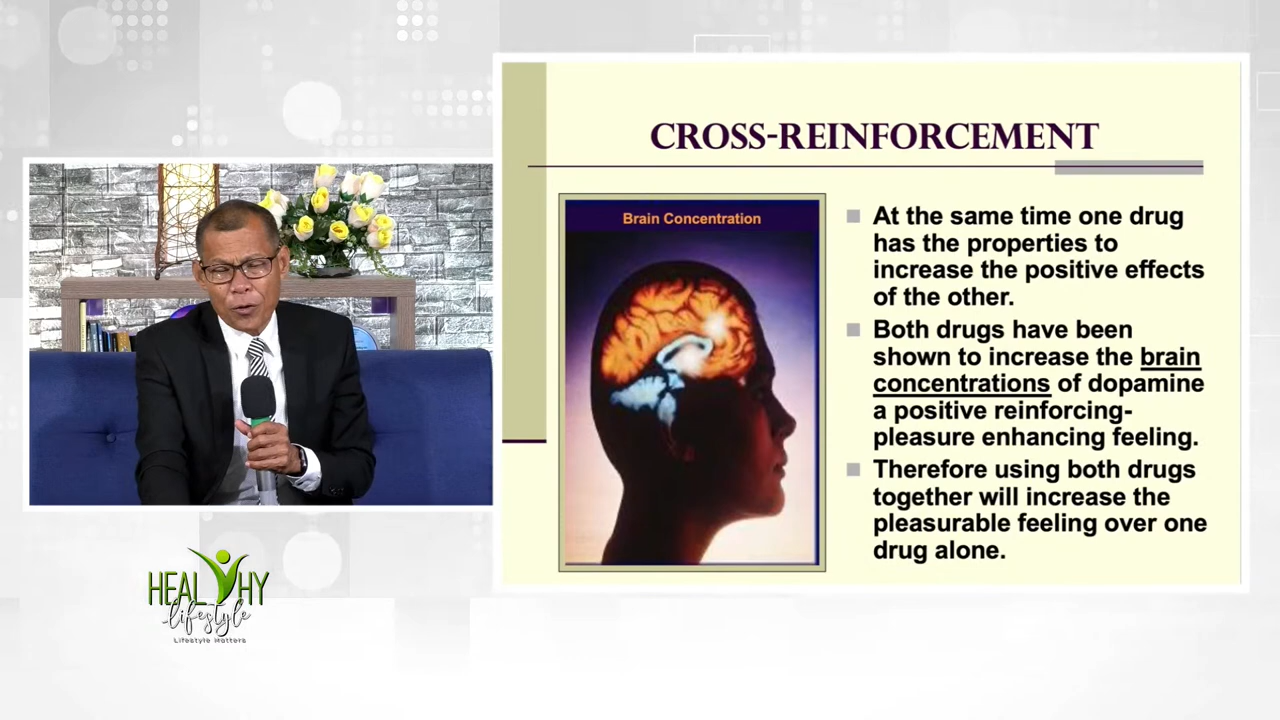 CROSS-REINFORCEMENT
Brain Concentration
At the same time one drug
has the properties to
increase the positive effects
of the other.
Both drugs have been
shown to increase the brain
concentrations of dopamine
a positive reinforcing-
pleasure enhancing feeling.
Therefore using both drugs
together will increase the
pleasurable feeling over one
drug alone.
HEALTHY
lifestyle
Lifestyle Matters